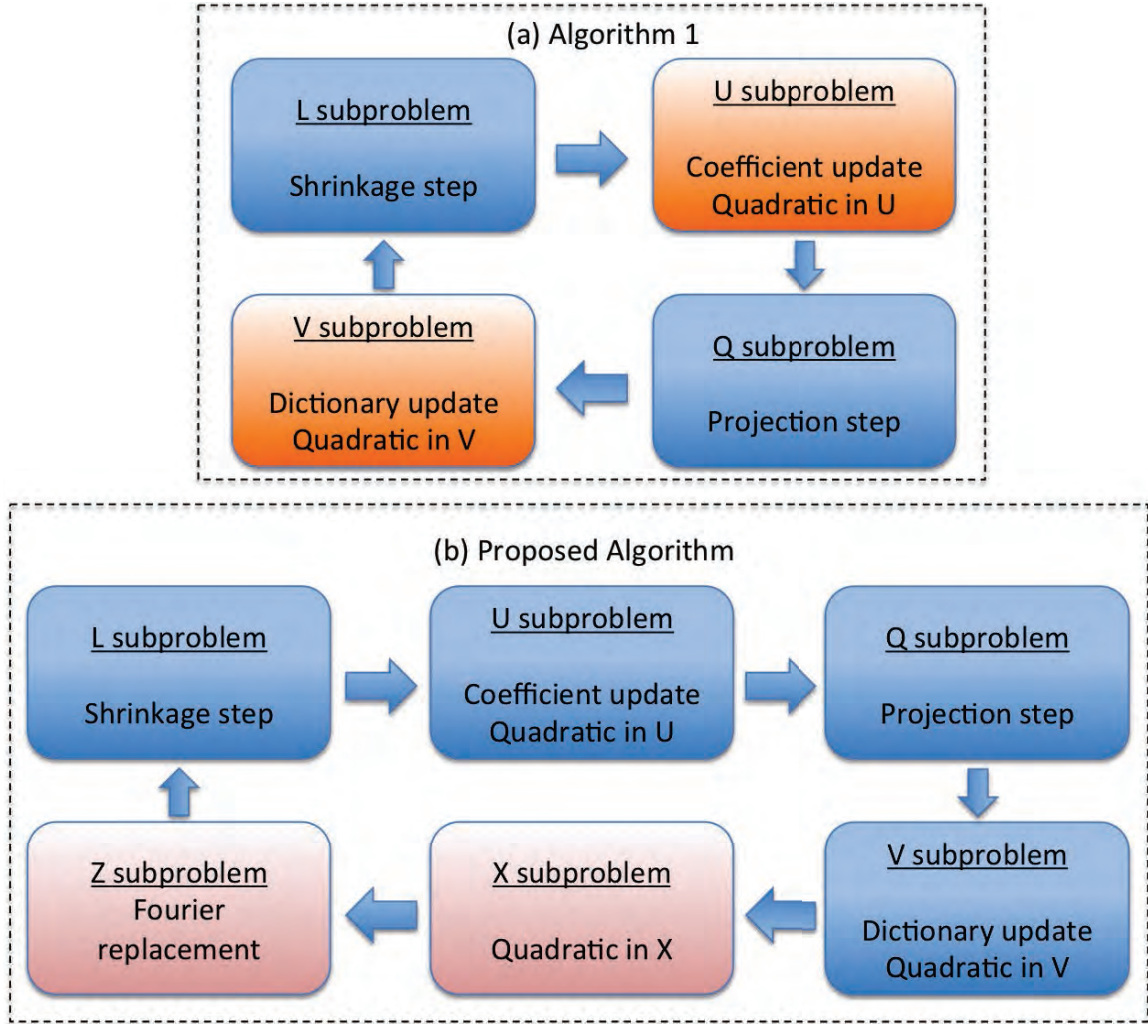 (a) Algorithm 1
L subproblem
Shrinkage step
U subproblem
Coefficient update
Quadratic in U
V subproblem
Dictionary update
Quadratic in V
Q subproblem
Projection step
(b) Proposed Algorithm
L subproblem
Shrinkage step
U subproblem
Coefficient update
Quadratic in U
Q subproblem
Projection step
Z subproblem
Fourier
replacement
X subproblem
Quadratic in X
V subproblem
Dictionary update
Quadratic in V